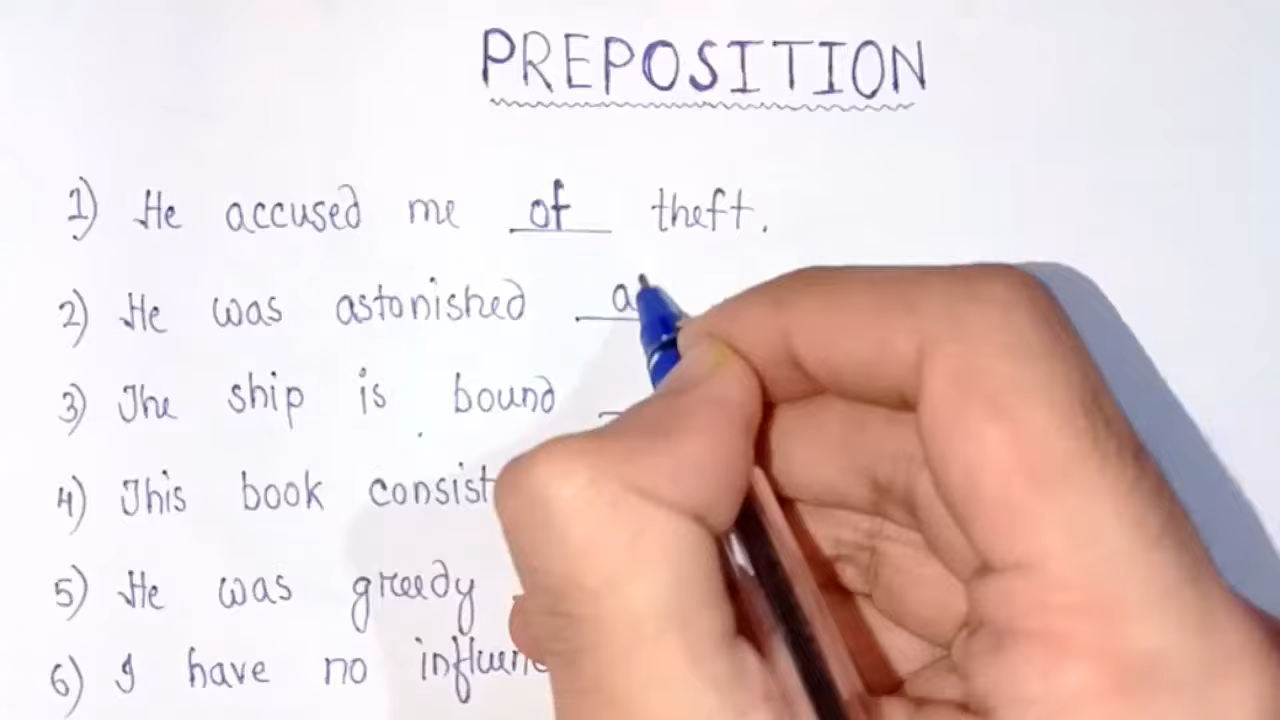 PREPOSITION
1) He accused me of theft.
2) He was astonished a
3) The ship is bound
4) This book consist
5) He was greedy
6) I have no influen